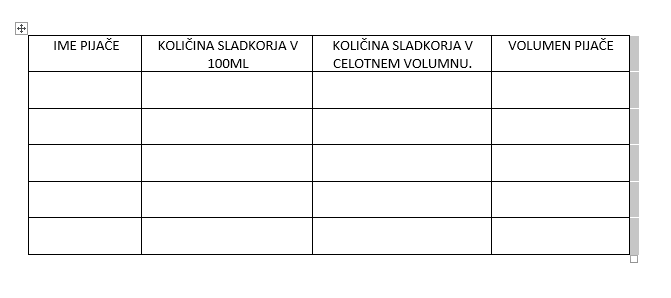 IME PIJAČE
KOLIČINA SLADKORJA V
100ML
KOLIČINA SLADKORJA V
CELOTNEM VOLUMNU.
VOLUMEN PIJAČE